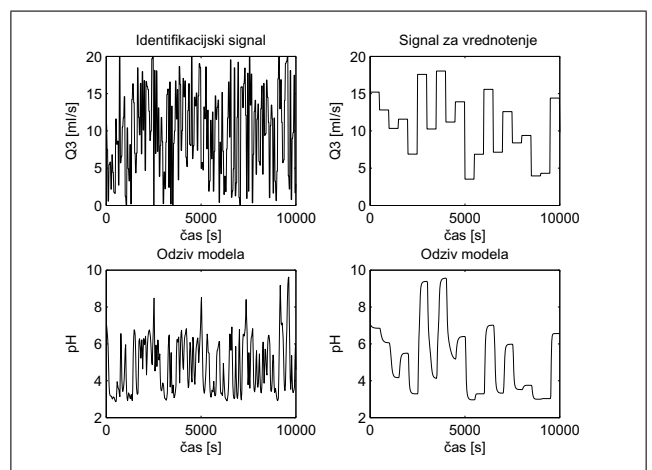 Identifikacijski signal
Q3 [ml/s]
20
15
10
5
0
0 5000 10000
čas [s]
Signal za vrednotenje
Q3 [ml/s]
20
15
10
5
0
0 5000 10000
čas [s]
Odziv modela
pH
10
8
6
4
2
0 5000 10000
čas [s]
Odziv modela
pH
10
8
6
4
2
0 5000 10000
čas [s]